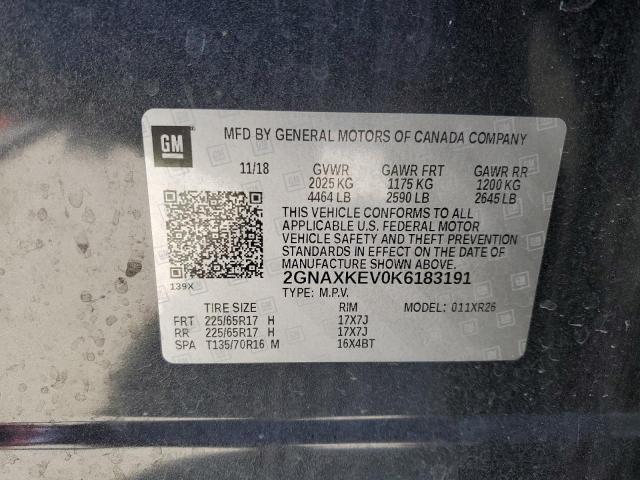 GM
MFD BY GENERAL MOTORS OF CANADA COMPANY
11/18 GVWR GAWR FRT GAWR RR
2025 KG 1175 KG 1200 KG
4464 LB 2590 LB 2645 LB
THIS VEHICLE CONFORMS TO ALL
APPLICABLE U.S. FEDERAL MOTOR
VEHICLE SAFETY AND THEFT PREVENTION
STANDARDS IN EFFECT ON THE DATE OF
MANUFACTURE SHOWN ABOVE.
139X
2GNAXKEV0K6183191
TYPE: M.P.V.
TIRE SIZE RIM MODEL: 011XR26
FRT 225/65R17 H 17X7J
RR 225/65R17 H 17X7J
SPA T135/70R16 M 16X4BT